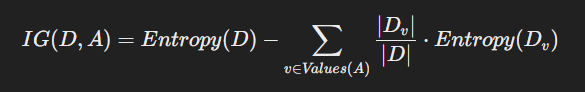 IG(D, A) = Entropy(D) − ∑_{v∈Values(A)} |D_v|/|D| · Entropy(D_v)